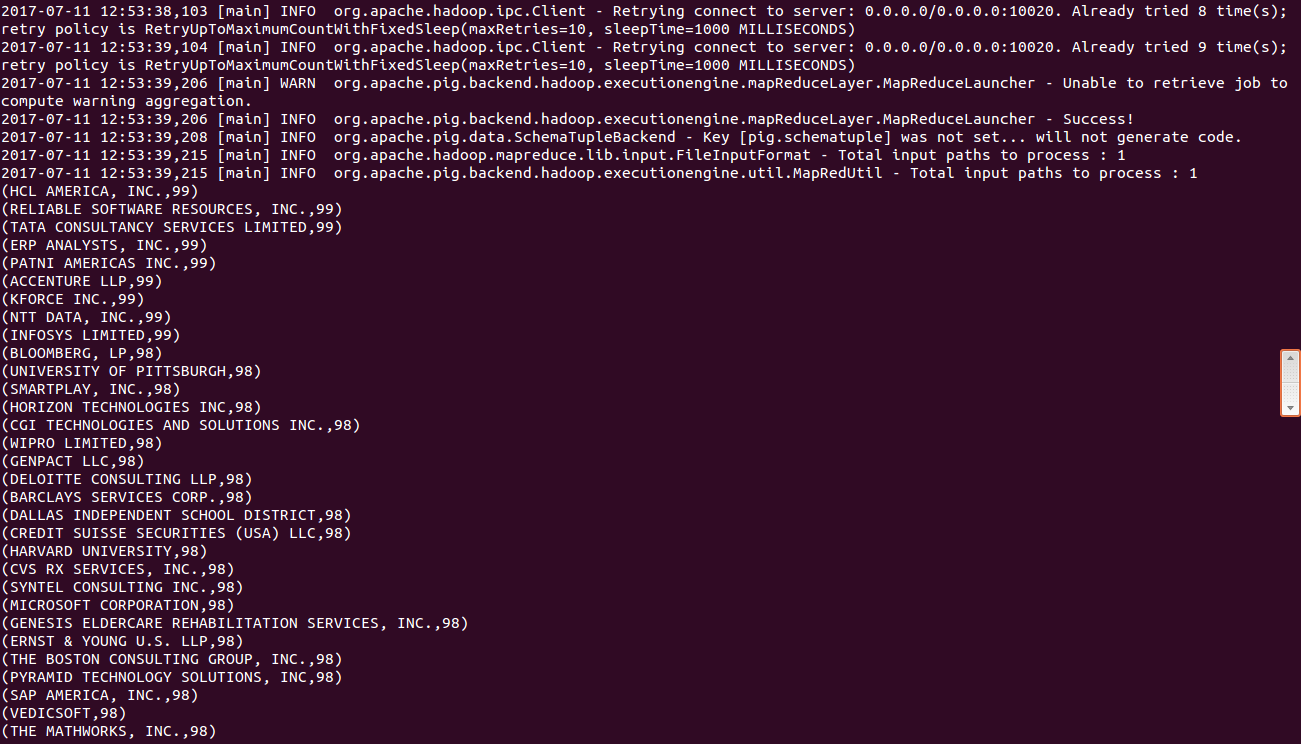 2017-07-11 12:53:38,103 [main] INFO  org.apache.hadoop.ipc.Client - Retrying connect to server: 0.0.0.0/0.0.0.0:10020. Already tried 8 time(s);
retry policy is RetryUpToMaximumCountWithFixedSleep(maxRetries=10, sleepTime=1000 MILLISECONDS)
2017-07-11 12:53:39,104 [main] INFO  org.apache.hadoop.ipc.Client - Retrying connect to server: 0.0.0.0/0.0.0.0:10020. Already tried 9 time(s);
retry policy is RetryUpToMaximumCountWithFixedSleep(maxRetries=10, sleepTime=1000 MILLISECONDS)
2017-07-11 12:53:39,206 [main] WARN  org.apache.pig.backend.hadoop.executionengine.mapReduceLayer.MapReduceLauncher - Unable to retrieve job to
compute warning aggregation.
2017-07-11 12:53:39,206 [main] INFO  org.apache.pig.backend.hadoop.executionengine.mapReduceLayer.MapReduceLauncher - Success!
2017-07-11 12:53:39,208 [main] INFO  org.apache.pig.data.SchemaTupleBackend - Key [pig.schematuple] was not set... will not generate code.
2017-07-11 12:53:39,215 [main] INFO  org.apache.hadoop.mapreduce.lib.input.FileInputFormat - Total input paths to process : 1
2017-07-11 12:53:39,215 [main] INFO  org.apache.pig.backend.hadoop.executionengine.util.MapRedUtil - Total input paths to process : 1
(HCL AMERICA, INC.,99)
(RELIABLE SOFTWARE RESOURCES, INC.,99)
(TATA CONSULTANCY SERVICES LIMITED,99)
(ERP ANALYSTS, INC.,99)
(PATNI AMERICAS INC.,99)
(ACCENTURE LLP,99)
(KFORCE INC.,99)
(NTT DATA, INC.,99)
(INFOSYS LIMITED,99)
(BLOOMBERG, LP,98)
(UNIVERSITY OF PITTSBURGH,98)
(SMARTPLAY, INC.,98)
(HORIZON TECHNOLOGIES INC,98)
(CGI TECHNOLOGIES AND SOLUTIONS INC.,98)
(WIPRO LIMITED,98)
(GENPACT LLC,98)
(DELOITTE CONSULTING LLP,98)
(BARCLAYS SERVICES CORP.,98)
(DALLAS INDEPENDENT SCHOOL DISTRICT,98)
(CREDIT SUISSE SECURITIES (USA) LLC,98)
(HARVARD UNIVERSITY,98)
(CVS RX SERVICES, INC.,98)
(SYNTEL CONSULTING INC.,98)
(MICROSOFT CORPORATION,98)
(GENESIS ELDERCARE REHABILITATION SERVICES, INC.,98)
(ERNST & YOUNG U.S. LLP,98)
(THE BOSTON CONSULTING GROUP, INC.,98)
(PYRAMID TECHNOLOGY SOLUTIONS, INC,98)
(SAP AMERICA, INC.,98)
(VEDICSOFT,98)
(THE MATHWORKS, INC.,98)